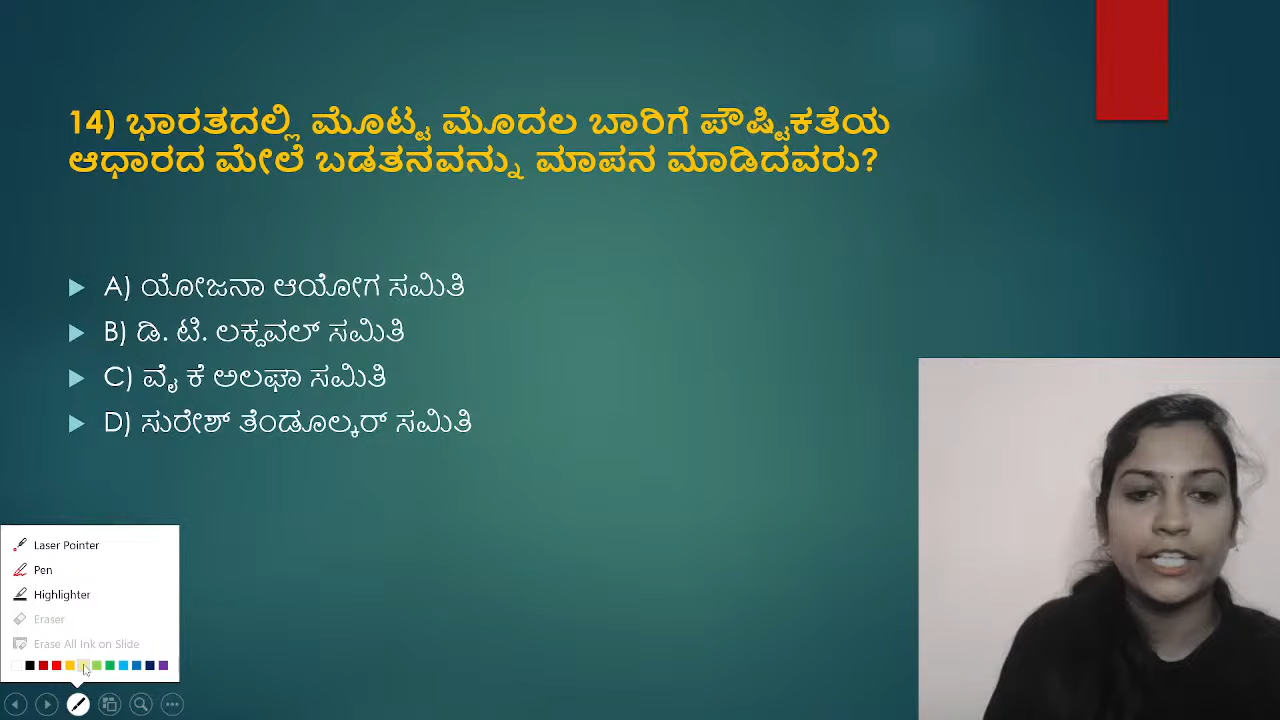 14) ಭಾರತದಲ್ಲಿ ಮೊಟ್ಟ ಮೊದಲ ಬಾರಿಗೆ ಪೌಷ್ಟಿಕತೆಯ
ಆಧಾರದ ಮೇಲೆ ಬಡತನವನ್ನು ಮಾಪನ ಮಾಡಿದವರು?
A) ಯೋಜನಾ ಆಯೋಗ ಸಮಿತಿ
B) ಡಿ. ಟಿ. ಲಕ್ದವಲ್ ಸಮಿತಿ
C) ವೈ ಕೆ ಅಲಘಾ ಸಮಿತಿ
D) ಸುರೇಶ್ ತೆಂಡೂಲ್ಕರ್ ಸಮಿತಿ
Laser Pointer
Pen
Highlighter
Eraser
Erase All Ink on Slide